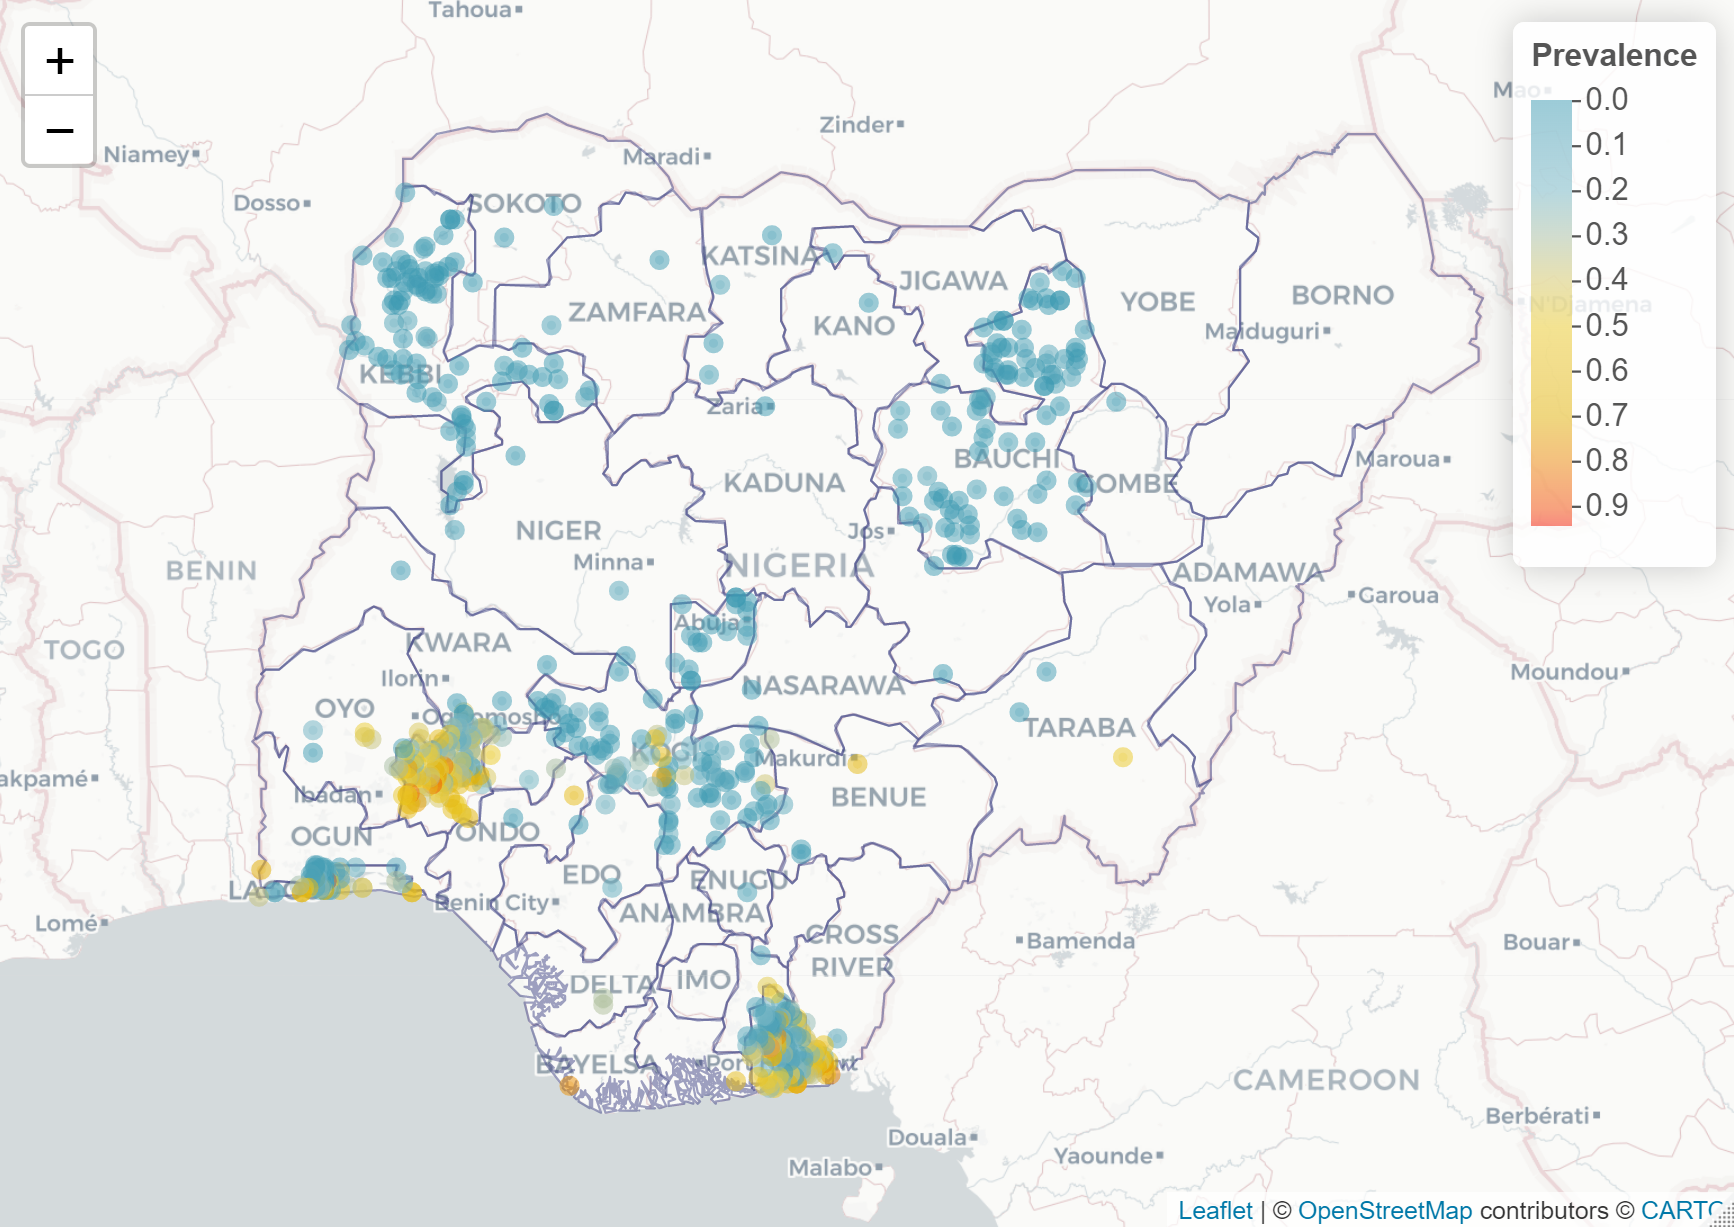 +
−
Tahoua
Mao
Prevalence
0.0
0.1
0.2
0.3
0.4
0.5
0.6
0.7
0.8
0.9
Zinder
Niamey
Maradi
Dosso
SOKOTO
KATSINA
JIGAWA
ZAMFARA
KANO
YOBE
BORNO
N'Djamena
Maiduguri
KEBBI
Zaria
BAUCHI
Maroua
KADUNA
GOMBE
NIGER
Jos
Minna
NIGERIA
BENIN
ADAMAWA
Yola
Garoua
Abuja
TOGO
KWARA
Ilorin
NASARAWA
Moundou
OYO
Ogbomosho
TARABA
KOGI
Makurdi
akpamé
Ibadan
BENUE
OGUN
ONDO
EDO
ENUGU
LAGOS
Benin City
ANAMBRA
Lomé
CROSS
RIVER
Bamenda
Bouar
DELTA
IMO
BAYELSA
Port Harcourt
CAMEROON
Berbérati
Douala
Yaounde
Malabo
Leaflet | © OpenStreetMap contributors © CARTO